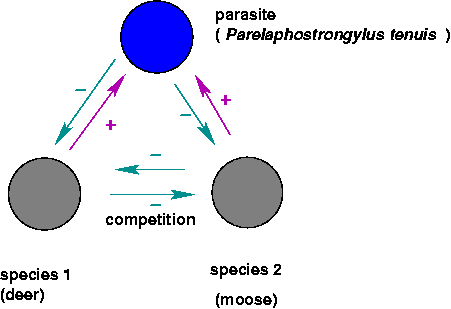 parasite
( Parelaphostrongylus tenuis )
−
+
−
+
−
−
competition
species 1
(deer)
species 2
(moose)